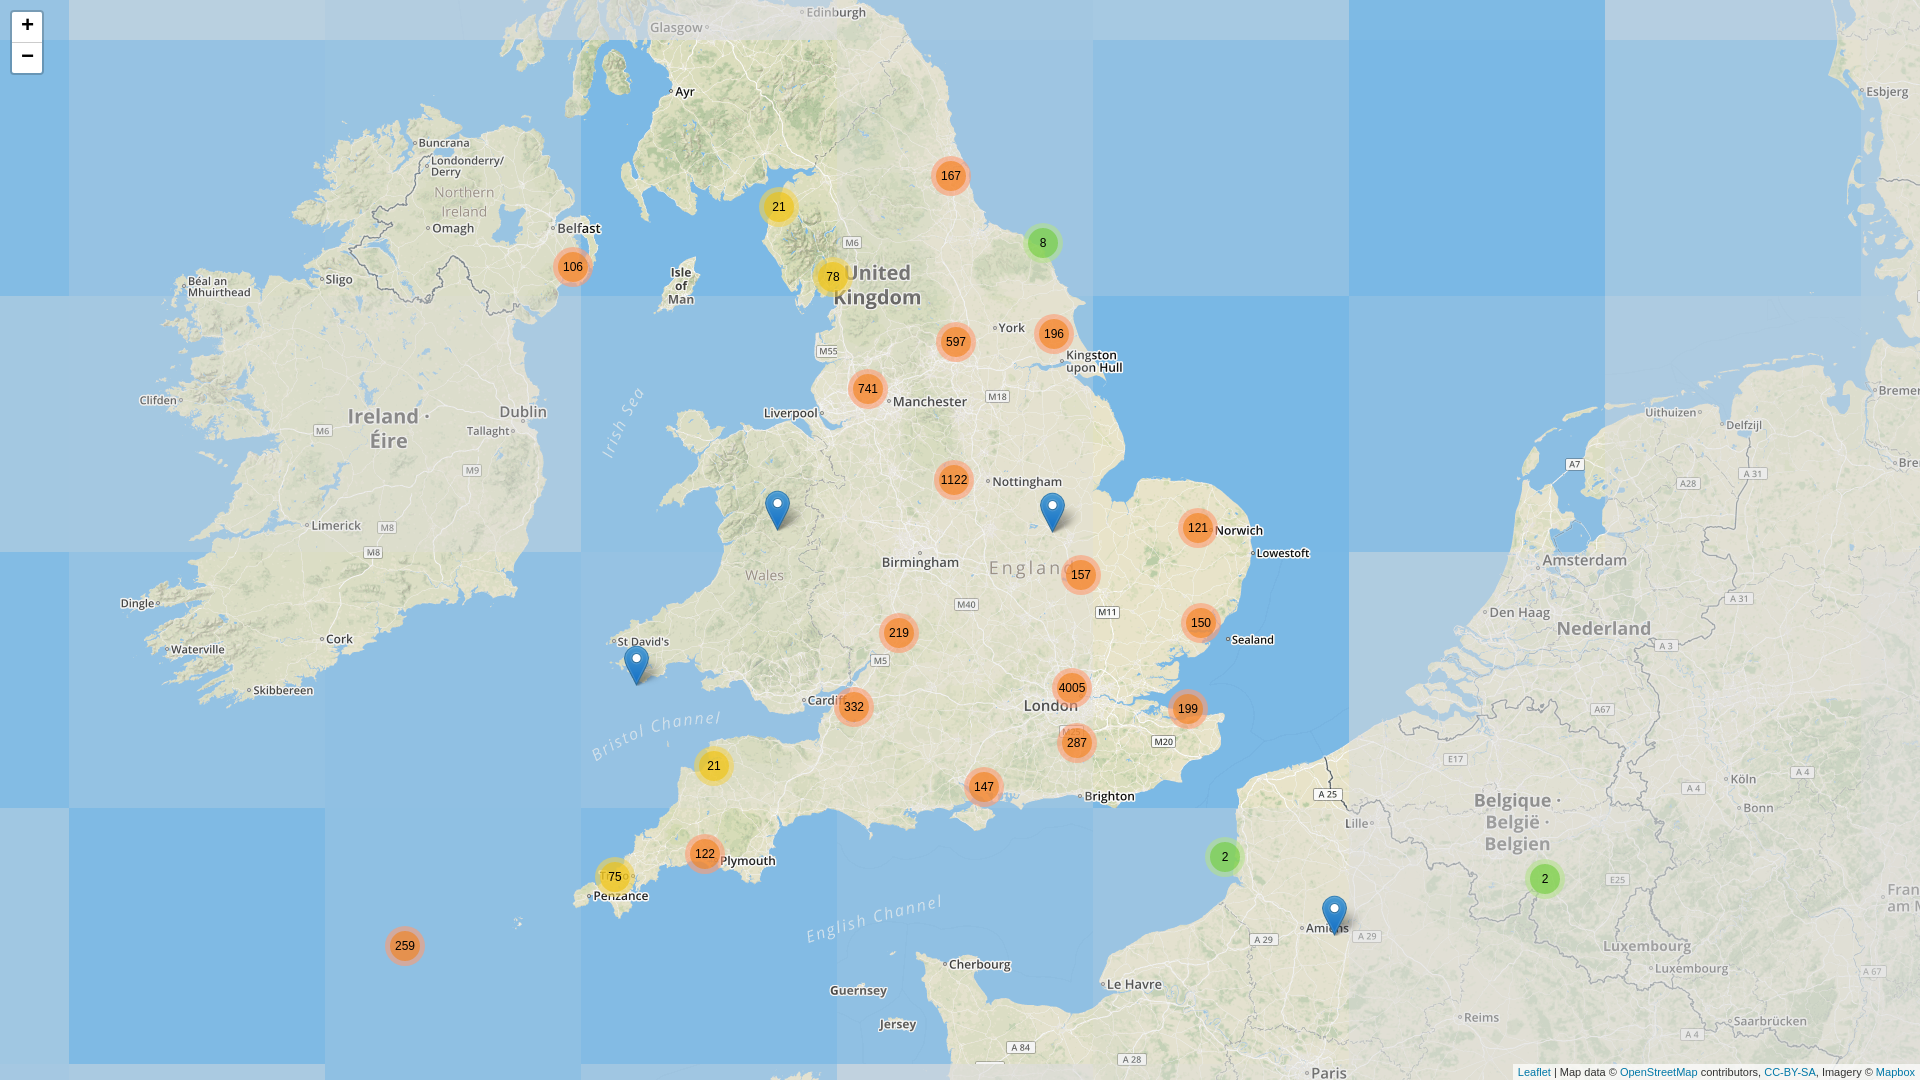 +
−
Edinburgh
Glasgow
Ayr
Esbjerg
Buncrana
Londonderry/
Derry
Northern
Ireland
Omagh
Belfast
167
21
8
M6
106
78
United
Kingdom
Isle
of
Man
Sligo
Béal an
Mhuirthead
York
196
597
M55
Kingston
upon Hull
741
Manchester
M18
Clifden
Liverpool
Irish Sea
Ireland ·
Éire
M6
Dublin
Tallaght
M9
Uithuizen
Delfzijl
Bremer
Bre
A7
A 31
A28
1122
Nottingham
Limerick
M8
M8
121
Norwich
Lowestoft
Birmingham
England
157
Wales
Amsterdam
Dingle
M40
M11
A 31
Den Haag
Nederland
219
150
Sealand
Cork
Waterville
St David's
M5
A 3
Skibbereen
4005
Cardiff
332
London
199
A67
Bristol Channel
287
M20
E17
21
147
Brighton
A 25
Köln
A 4
A 4
Bonn
Belgique ·
België ·
Belgien
Lille
122
Plymouth
2
75
Penzance
2
E25
Fran
am M
English Channel
259
Amiens
A 29
A 29
Luxembourg
Luxembourg
A 67
Cherbourg
Le Havre
Guernsey
Jersey
Reims
Saarbrücken
A 4
A 84
A 28
Paris
Leaflet | Map data © OpenStreetMap contributors, CC-BY-SA, Imagery © Mapbox